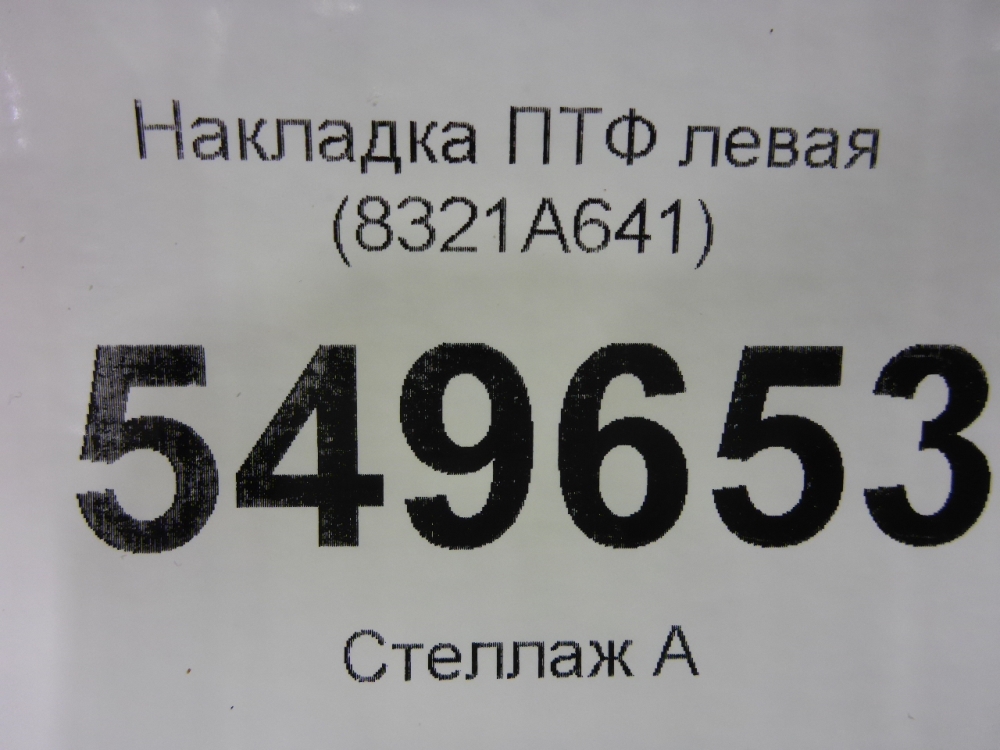 Накладка ПТФ левая
(8321A641)
549653
Стеллаж А